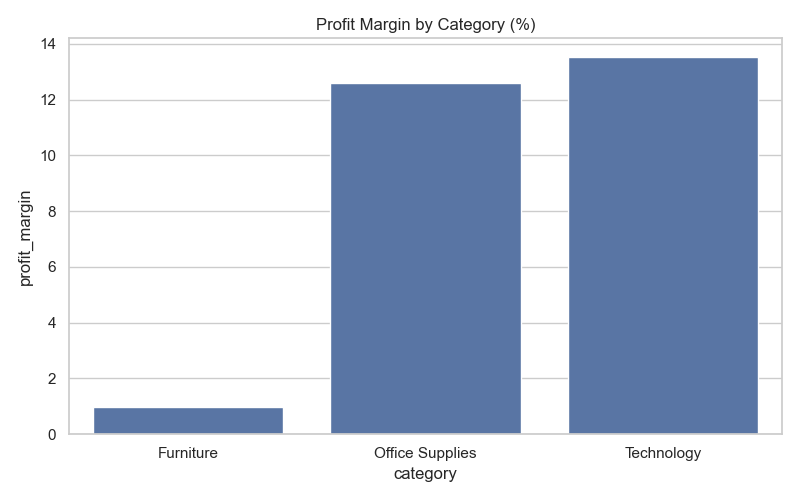 Profit Margin by Category (%)
profit_margin
14
12
10
8
6
4
2
0
Furniture
Office Supplies
Technology
category